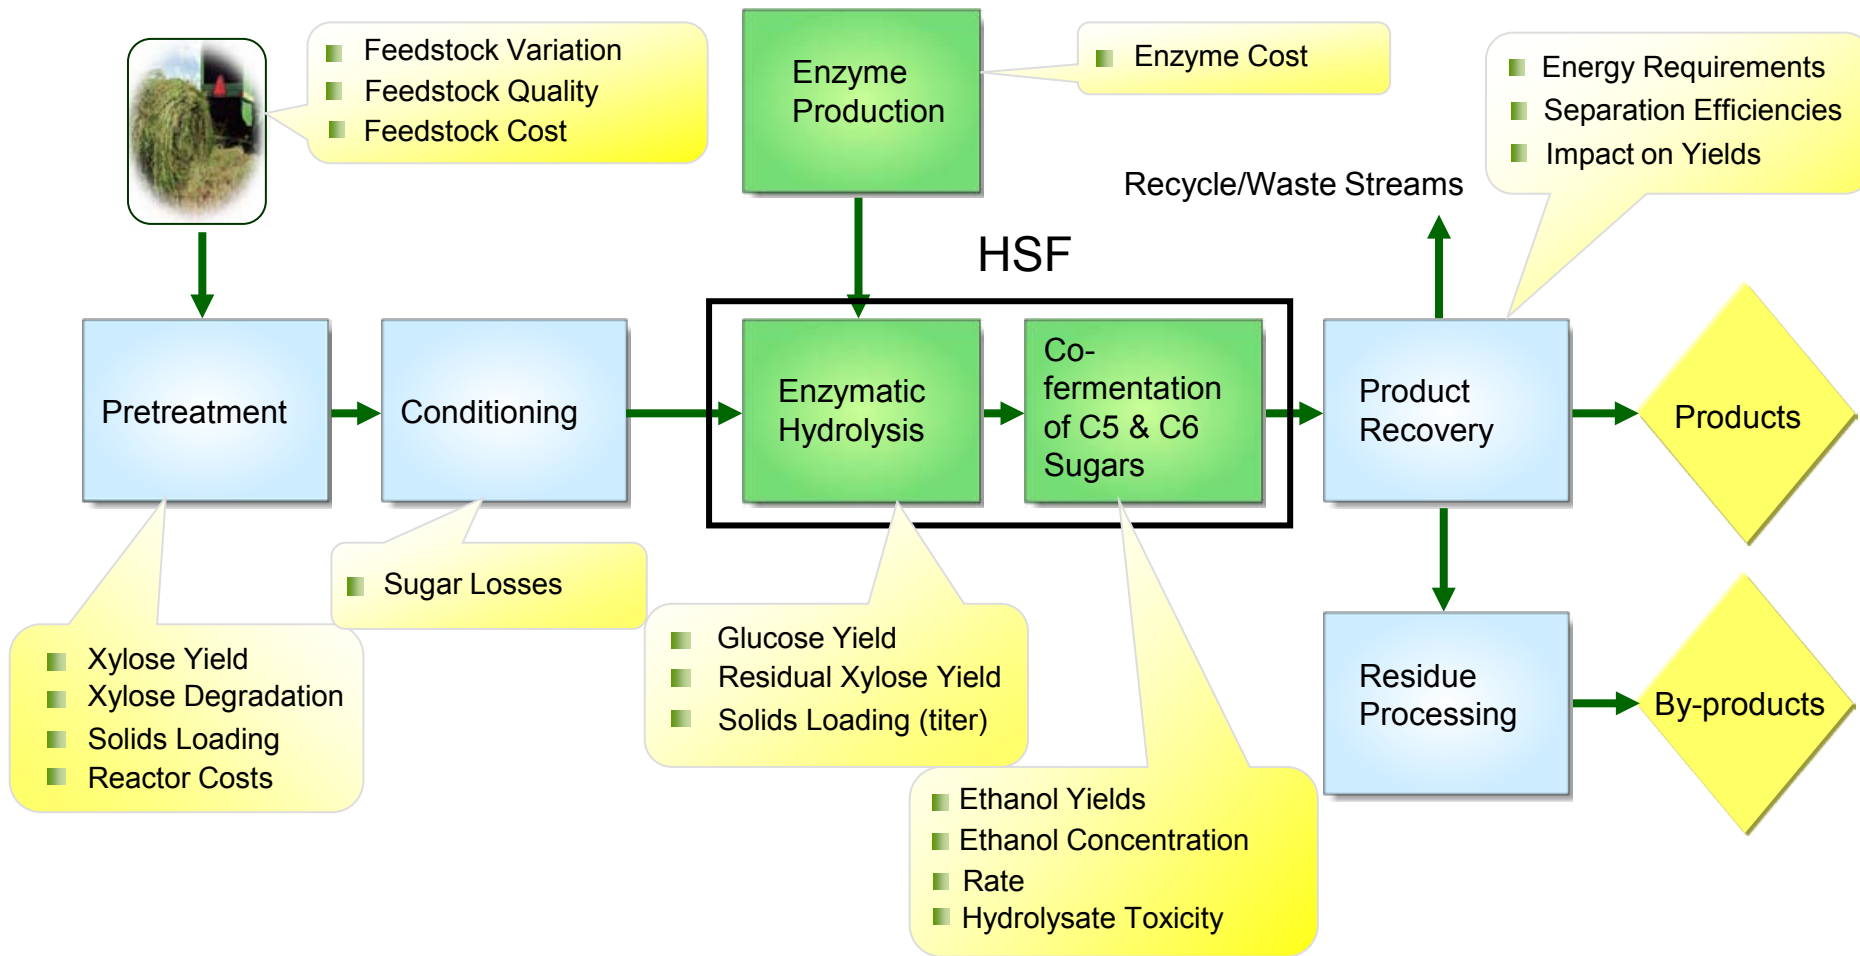 Feedstock Variation
Feedstock Quality
Feedstock Cost
Enzyme
Production
Enzyme Cost
Energy Requirements
Separation Efficiencies
Impact on Yields
Recycle/Waste Streams
HSF
Pretreatment
Conditioning
Enzymatic
Hydrolysis
Co-
fermentation
of C5 & C6
Sugars
Product
Recovery
Products
Sugar Losses
Xylose Yield
Xylose Degradation
Solids Loading
Reactor Costs
Glucose Yield
Residual Xylose Yield
Solids Loading (titer)
Residue
Processing
By-products
Ethanol Yields
Ethanol Concentration
Rate
Hydrolysate Toxicity